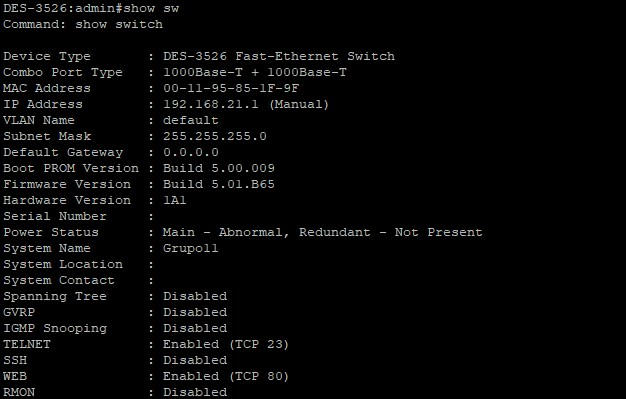 DES-3526:admin#show sw
Command: show switch
Device Type : DES-3526 Fast-Ethernet Switch
Combo Port Type : 1000Base-T + 1000Base-T
MAC Address : 00-11-95-85-1F-9F
IP Address : 192.168.21.1 (Manual)
VLAN Name : default
Subnet Mask : 255.255.255.0
Default Gateway : 0.0.0.0
Boot PROM Version : Build 5.00.009
Firmware Version : Build 5.01.B65
Hardware Version : 1A1
Serial Number :
Power Status : Main - Abnormal, Redundant - Not Present
System Name : Grupo11
System Location :
System Contact :
Spanning Tree : Disabled
GVRP : Disabled
IGMP Snooping : Disabled
TELNET : Enabled (TCP 23)
SSH : Disabled
WEB : Enabled (TCP 80)
RMON : Disabled